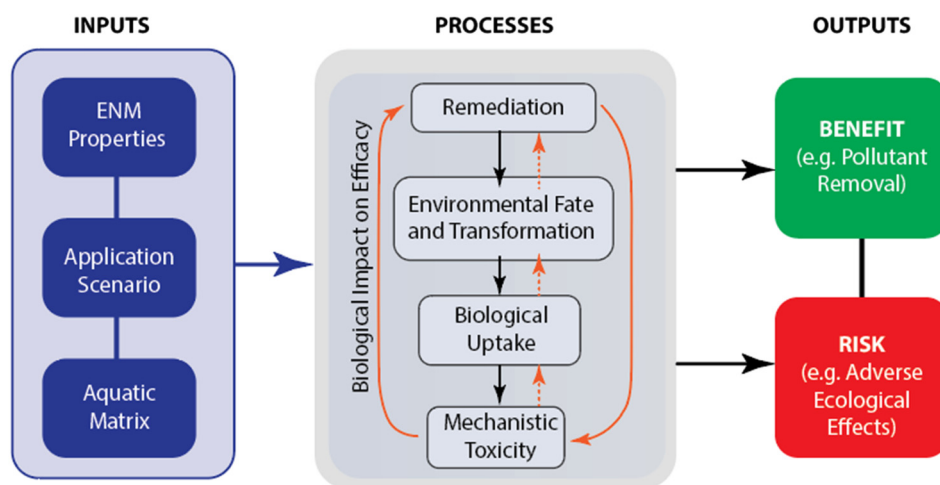 INPUTS
ENM
Properties
Application
Scenario
Aquatic
Matrix
PROCESSES
Biological Impact on Efficacy
Remediation
Environmental Fate
and Transformation
Biological
Uptake
Mechanistic
Toxicity
OUTPUTS
BENEFIT
(e.g. Pollutant
Removal)
RISK
(e.g. Adverse
Ecological
Effects)